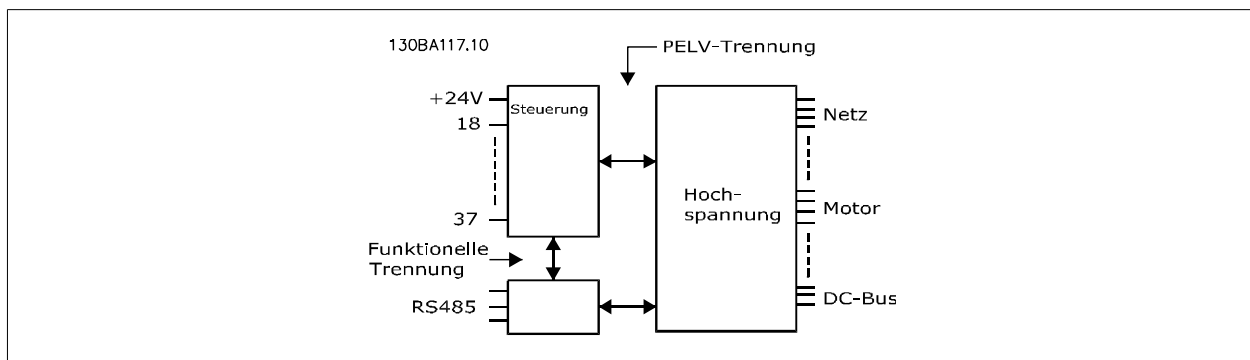 130BA117.10
PELV-Trennung
+24V
Steuerung
18
37
Hoch-
spannung
Netz
Motor
DC-Bus
Funktionelle
Trennung
RS485